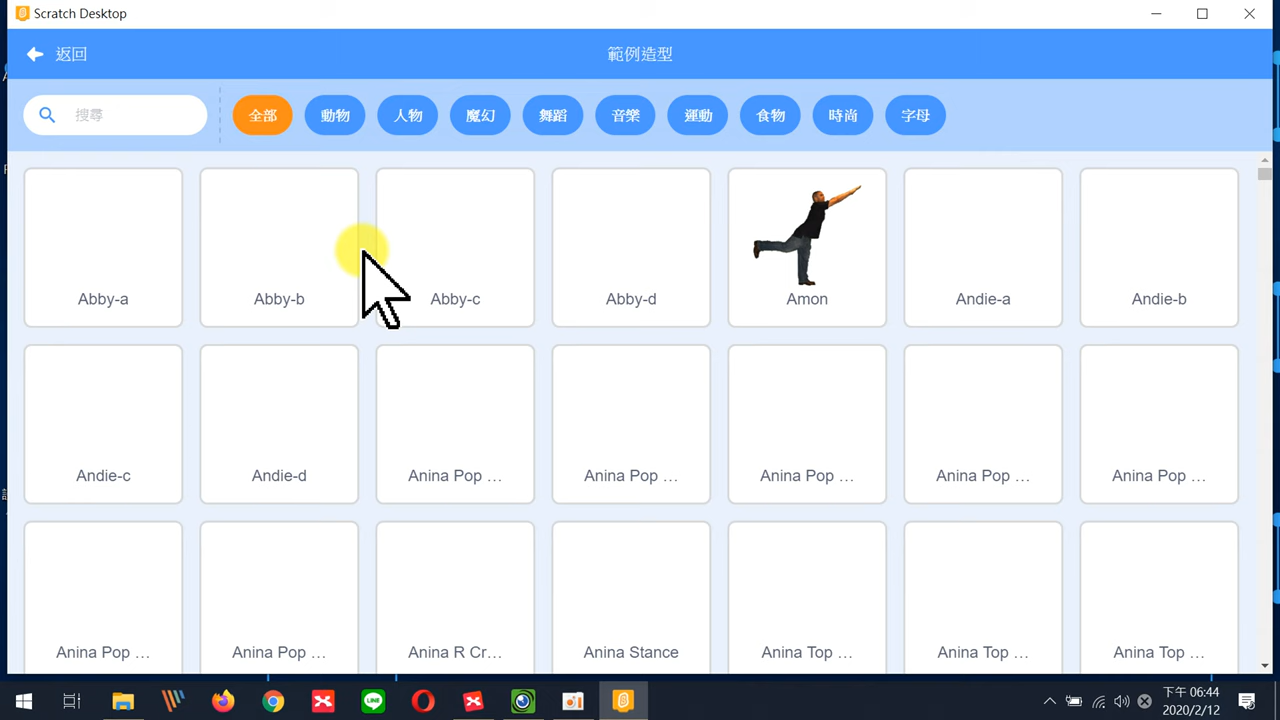 Scratch Desktop
返回
範例造型
搜尋
全部
動物
人物
魔幻
舞蹈
音樂
運動
食物
時尚
字母
Abby-a
Abby-b
Abby-c
Abby-d
Amon
Andie-a
Andie-b
Andie-c
Andie-d
Anina Pop ...
Anina Pop ...
Anina Pop ...
Anina Pop ...
Anina Pop ...
Anina Pop ...
Anina Pop ...
Anina R Cr...
Anina Stance
Anina Top ...
Anina Top ...
Anina Top ...
下午 06:44
2020/2/12